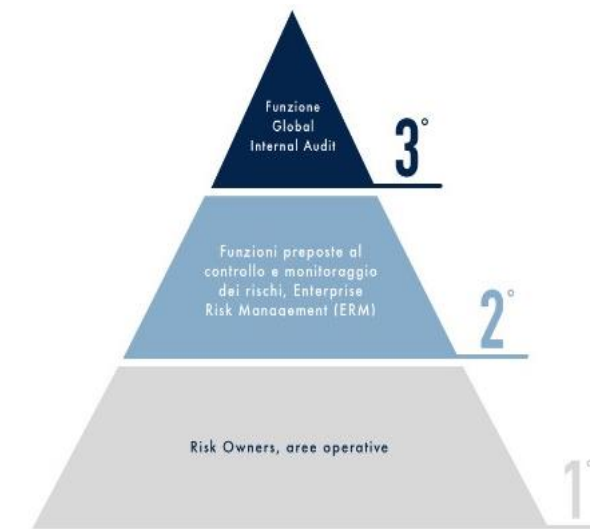 Funzione
Global
Internal Audit
3°
Funzioni preposte al
controllo e monitoraggio
dei rischi, Enterprise
Risk Management (ERM)
2°
Risk Owners, aree operative
1°